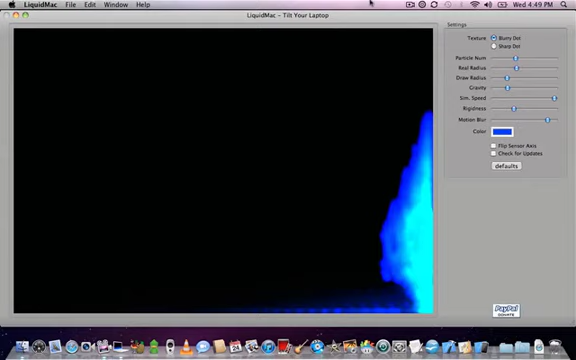 LiquidMac File Edit Window Help Wed 4:49 PM
LiquidMac – Tilt Your Laptop
Settings
Texture Blurry Dot
Sharp Dot
Particle Num
Real Radius
Draw Radius
Gravity
Sim. Speed
Rigidness
Motion Blur
Color
Flip Sensor Axis
Check for Updates
defaults
PayPal
DONATE
24